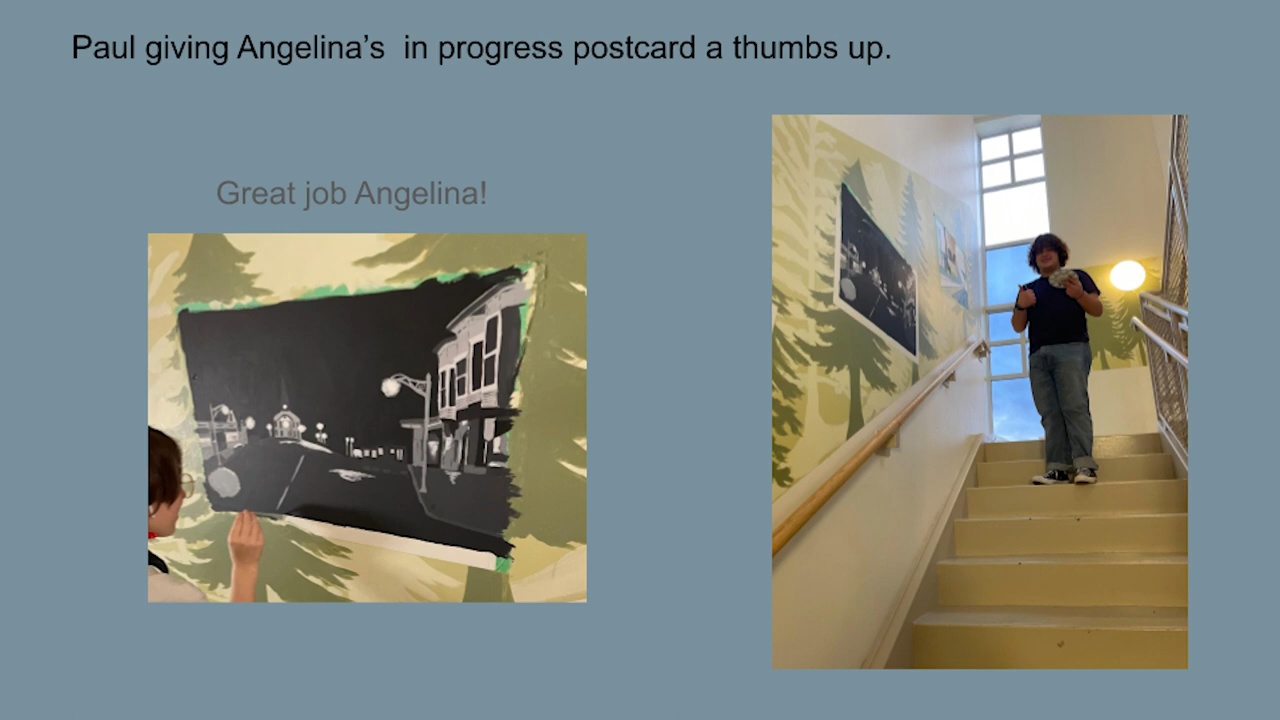 Paul giving Angelina’s  in progress postcard a thumbs up.
Great job Angelina!